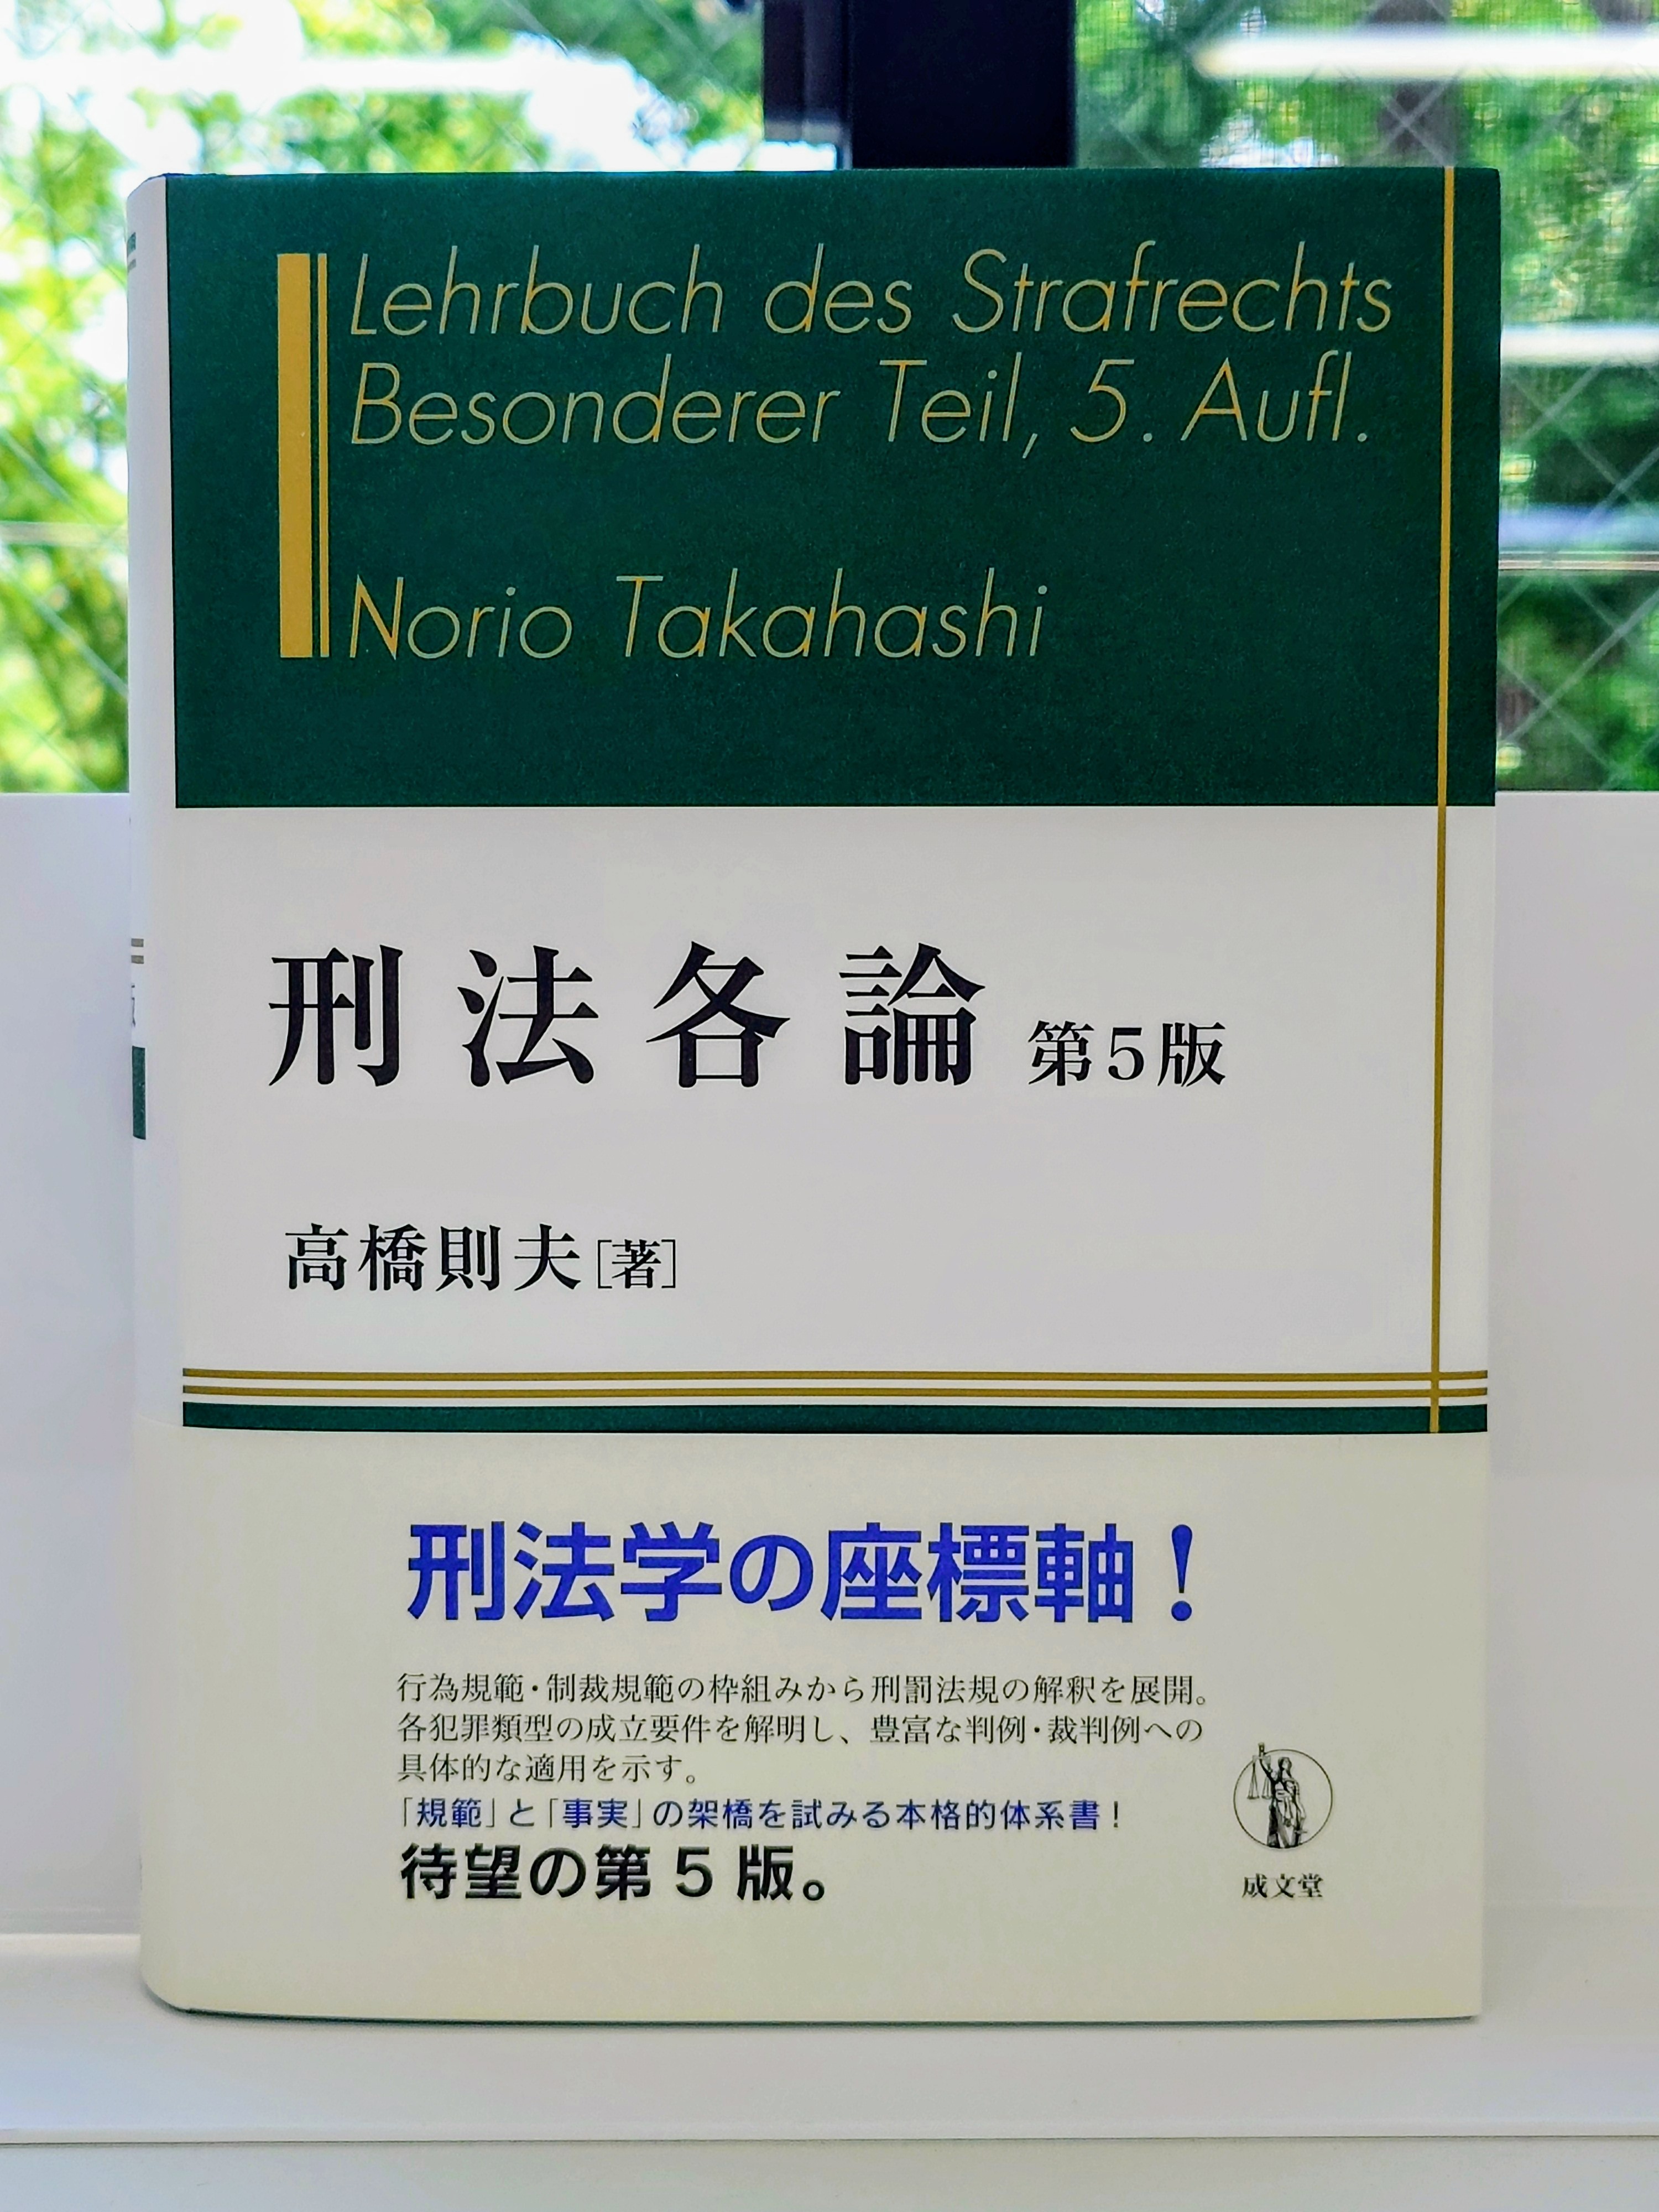 Lehrbuch des Strafrechts
Besonderer Teil, 5. Aufl.
Norio Takahashi
刑法各論 第5版
高橋則夫[著]
刑法学の座標軸！
行為規範・制裁規範の枠組みから刑罰法規の解釈を展開。
各犯罪類型の成立要件を解明し、豊富な判例・裁判例への
具体的な適用を示す。
「規範」と「事実」の架橋を試みる本格的体系書！
待望の第5版。
成文堂